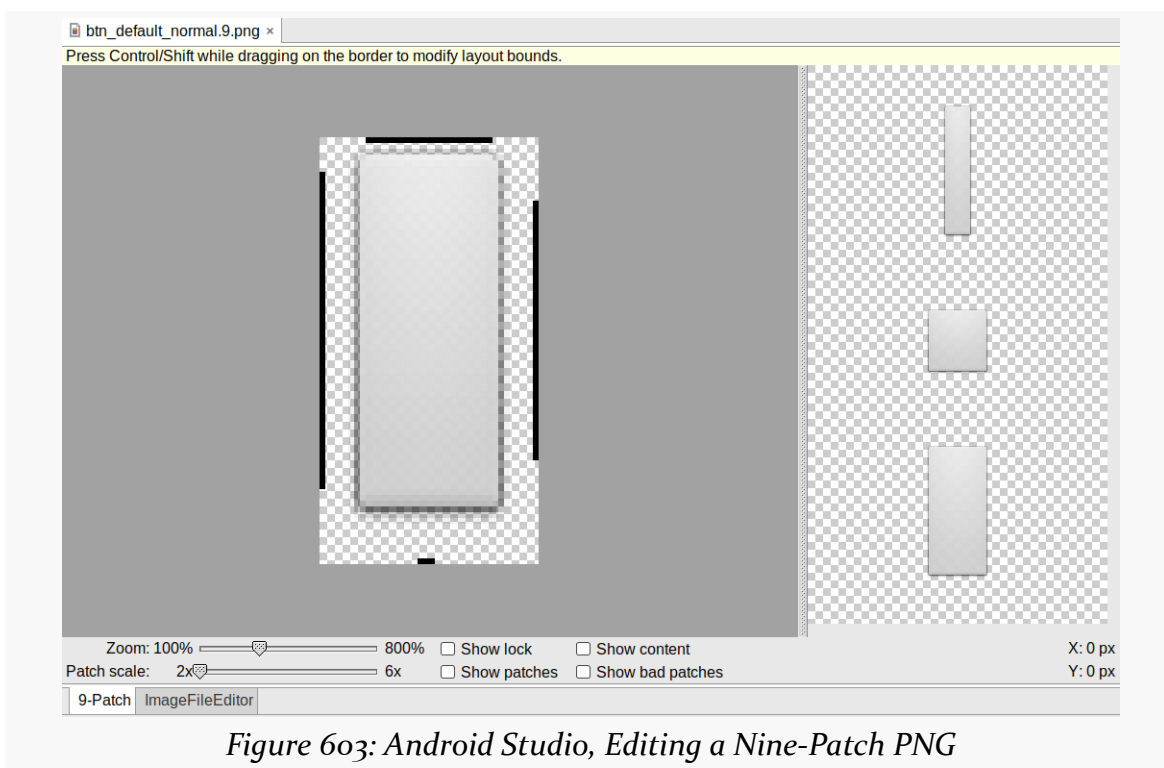 btn_default_normal.9.png ×
Press Control/Shift while dragging on the border to modify layout bounds.
Zoom: 100% 800% Show lock Show content X: 0 px
Patch scale: 2x 6x Show patches Show bad patches Y: 0 px
9-Patch ImageFileEditor
Figure 603: Android Studio, Editing a Nine-Patch PNG